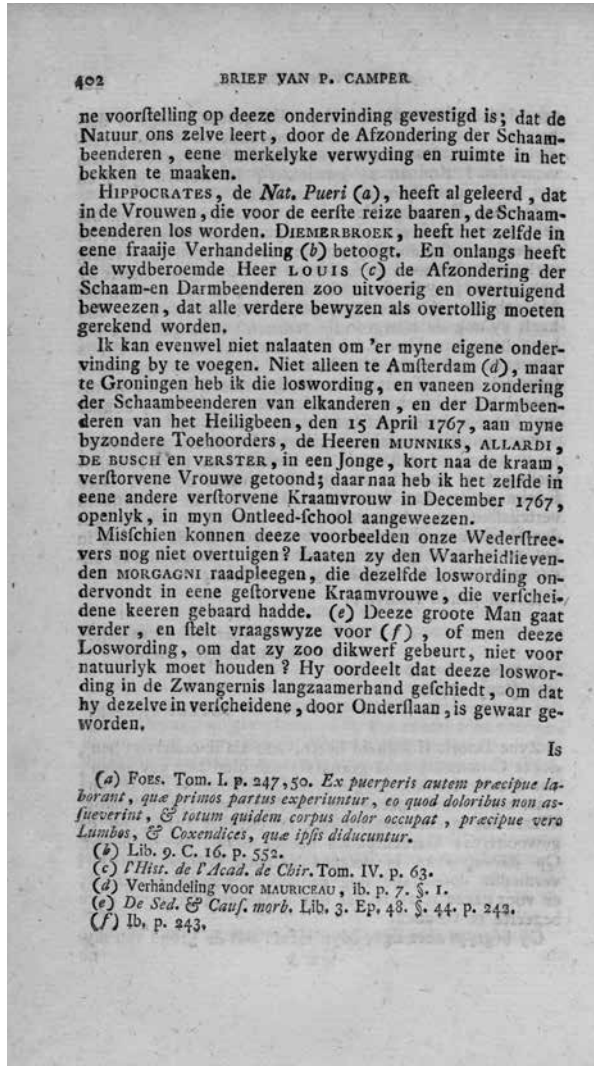 402 BRIEF VAN P. CAMPER
ne voorſtelling op deeze ondervinding gevestigd is; dat de
Natuur ons zelve leert, door de Afzondering der Schaam-
beenderen, eene merkelyke verwyding en ruimte in het
bekken te maaken.
HIPPOCRATES, de Nat. Pueri (a), heeft al geleerd, dat
in de Vrouwen, die voor de eerſte reize baaren, de Schaam-
beenderen los worden. DIEMERBROEK, heeft het zelfde in
eene fraaije Verhandeling (b) betoogt. En onlangs heeft
de wydberoemde Heer LOUIS (c) de Afzondering der
Schaam-en Darmbeenderen zoo uitvoerig en overtuigend
beweezen, dat alle verdere bewyzen als overtollig moeten
gerekend worden.
Ik kan evenwel niet nalaaten om 'er myne eigene onder-
vinding by te voegen. Niet alleen te Amſterdam (d), maar
te Groningen heb ik die loswording, en vaneen zondering
der Schaambeenderen van elkanderen, en der Darmbeen-
deren van het Heiligbeen, den 15 April 1767, aan myne
byzondere Toehoorders, de Heeren MUNNIKS, ALLARDI,
DE BUSCH en VERSTER, in een Jonge, kort naa de kraam,
verſtorvene Vrouwe getoond; daar naa heb ik het zelfde in
eene andere verſtorvene Kraamvrouw in December 1767,
openlyk, in myn Ontleed-ſchool aangeweezen.
Misſchien konnen deeze voorbeelden onze Wederſtree-
vers nog niet overtuigen? Laaten zy den Waarheidlieven-
den MORGAGNI raadpleegen, die dezelfde loswording on-
dervondt in eene geſtorvene Kraamvrouwe, die verſchei-
dene keeren gebaard hadde. (e) Deeze groote Man gaat
verder, en ſtelt vraagswyze voor (f), of men deeze
Loswording, om dat zy zoo dikwerf gebeurt, niet voor
natuurlyk moet houden? Hy oordeelt dat deeze loswor-
ding in de Zwangernis langzaamerhand geſchiedt, om dat
hy dezelve in verſcheidene, door Onderſlaan, is gewaar ge-
worden.
Is
(a) FOES. Tom. I. p. 247,50. Ex puerperis autem præcipue la-
borant, quæ primos partus experiuntur, eo quod doloribus non as-
ſueverint, & totum quidem corpus dolor occupat, præcipue vero
Lumbos, & Coxendices, quæ ipſis diducuntur.
(b) Lib. 9. C. 16. p. 552.
(c) l'Hist. de l'Acad. de Chir. Tom. IV. p. 63.
(d) Verhandeling voor MAURICEAU, ib. p. 7. §. 1.
(e) De Sed. & Cauſ. morb. Lib. 3. Ep. 48. §. 44. p. 242.
(f) Ib. p. 243.